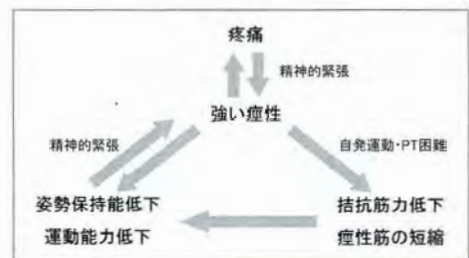 疼痛
精神的緊張
強い痙性
精神的緊張
自発運動・PT困難
姿勢保持能低下
運動能力低下
拮抗筋力低下
痙性筋の短縮